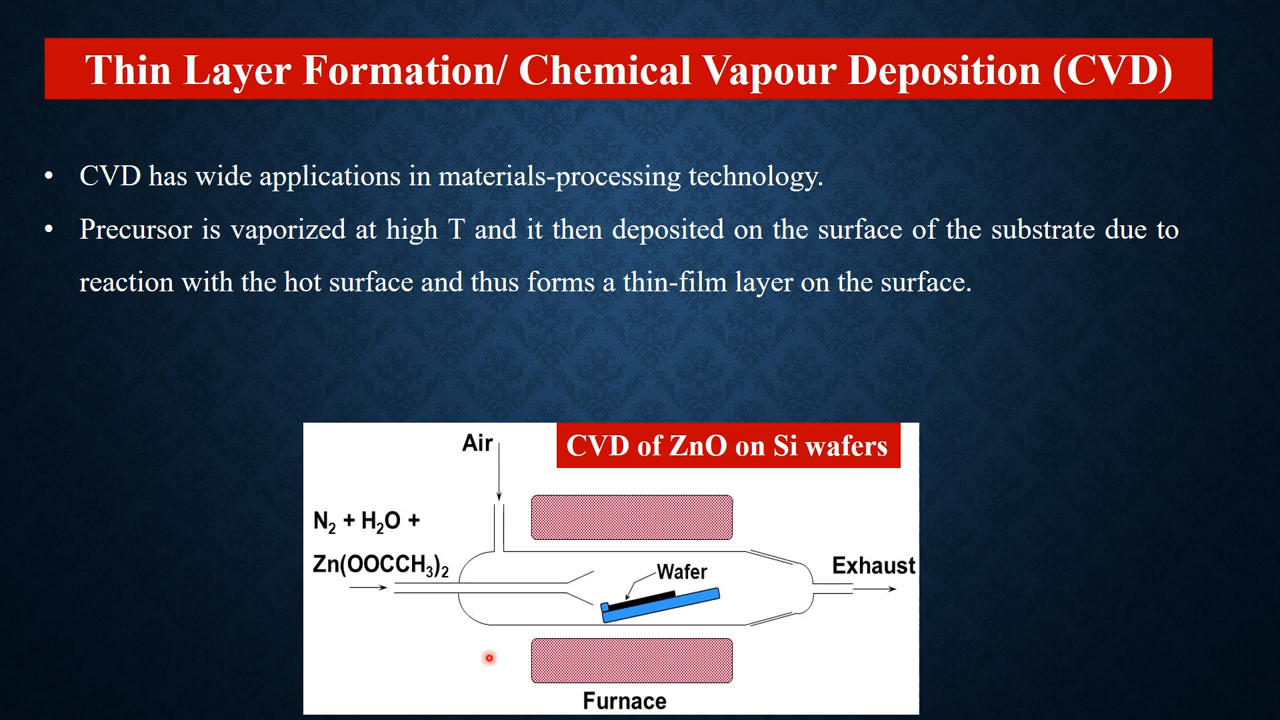 Thin Layer Formation/ Chemical Vapour Deposition (CVD)
• CVD has wide applications in materials-processing technology.
• Precursor is vaporized at high T and it then deposited on the surface of the substrate due to
reaction with the hot surface and thus forms a thin-film layer on the surface.
CVD of ZnO on Si wafers
Air
N₂ + H₂O +
Zn(OOCCH₃)₂
Wafer
Exhaust
Furnace